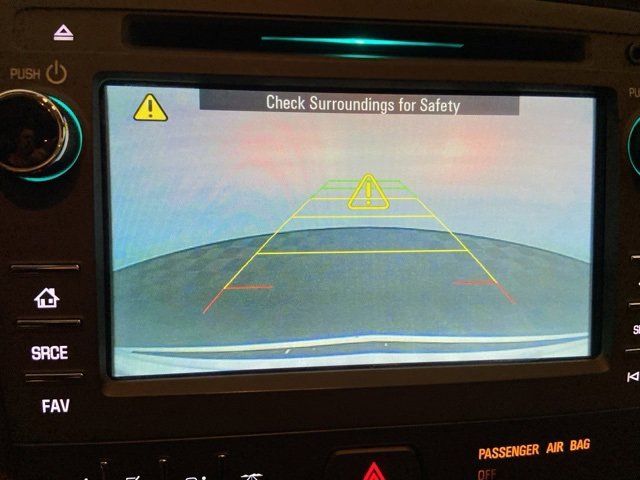 PUSH
Check Surroundings for Safety
SRCE
FAV
PASSENGER AIR BAG
OFF